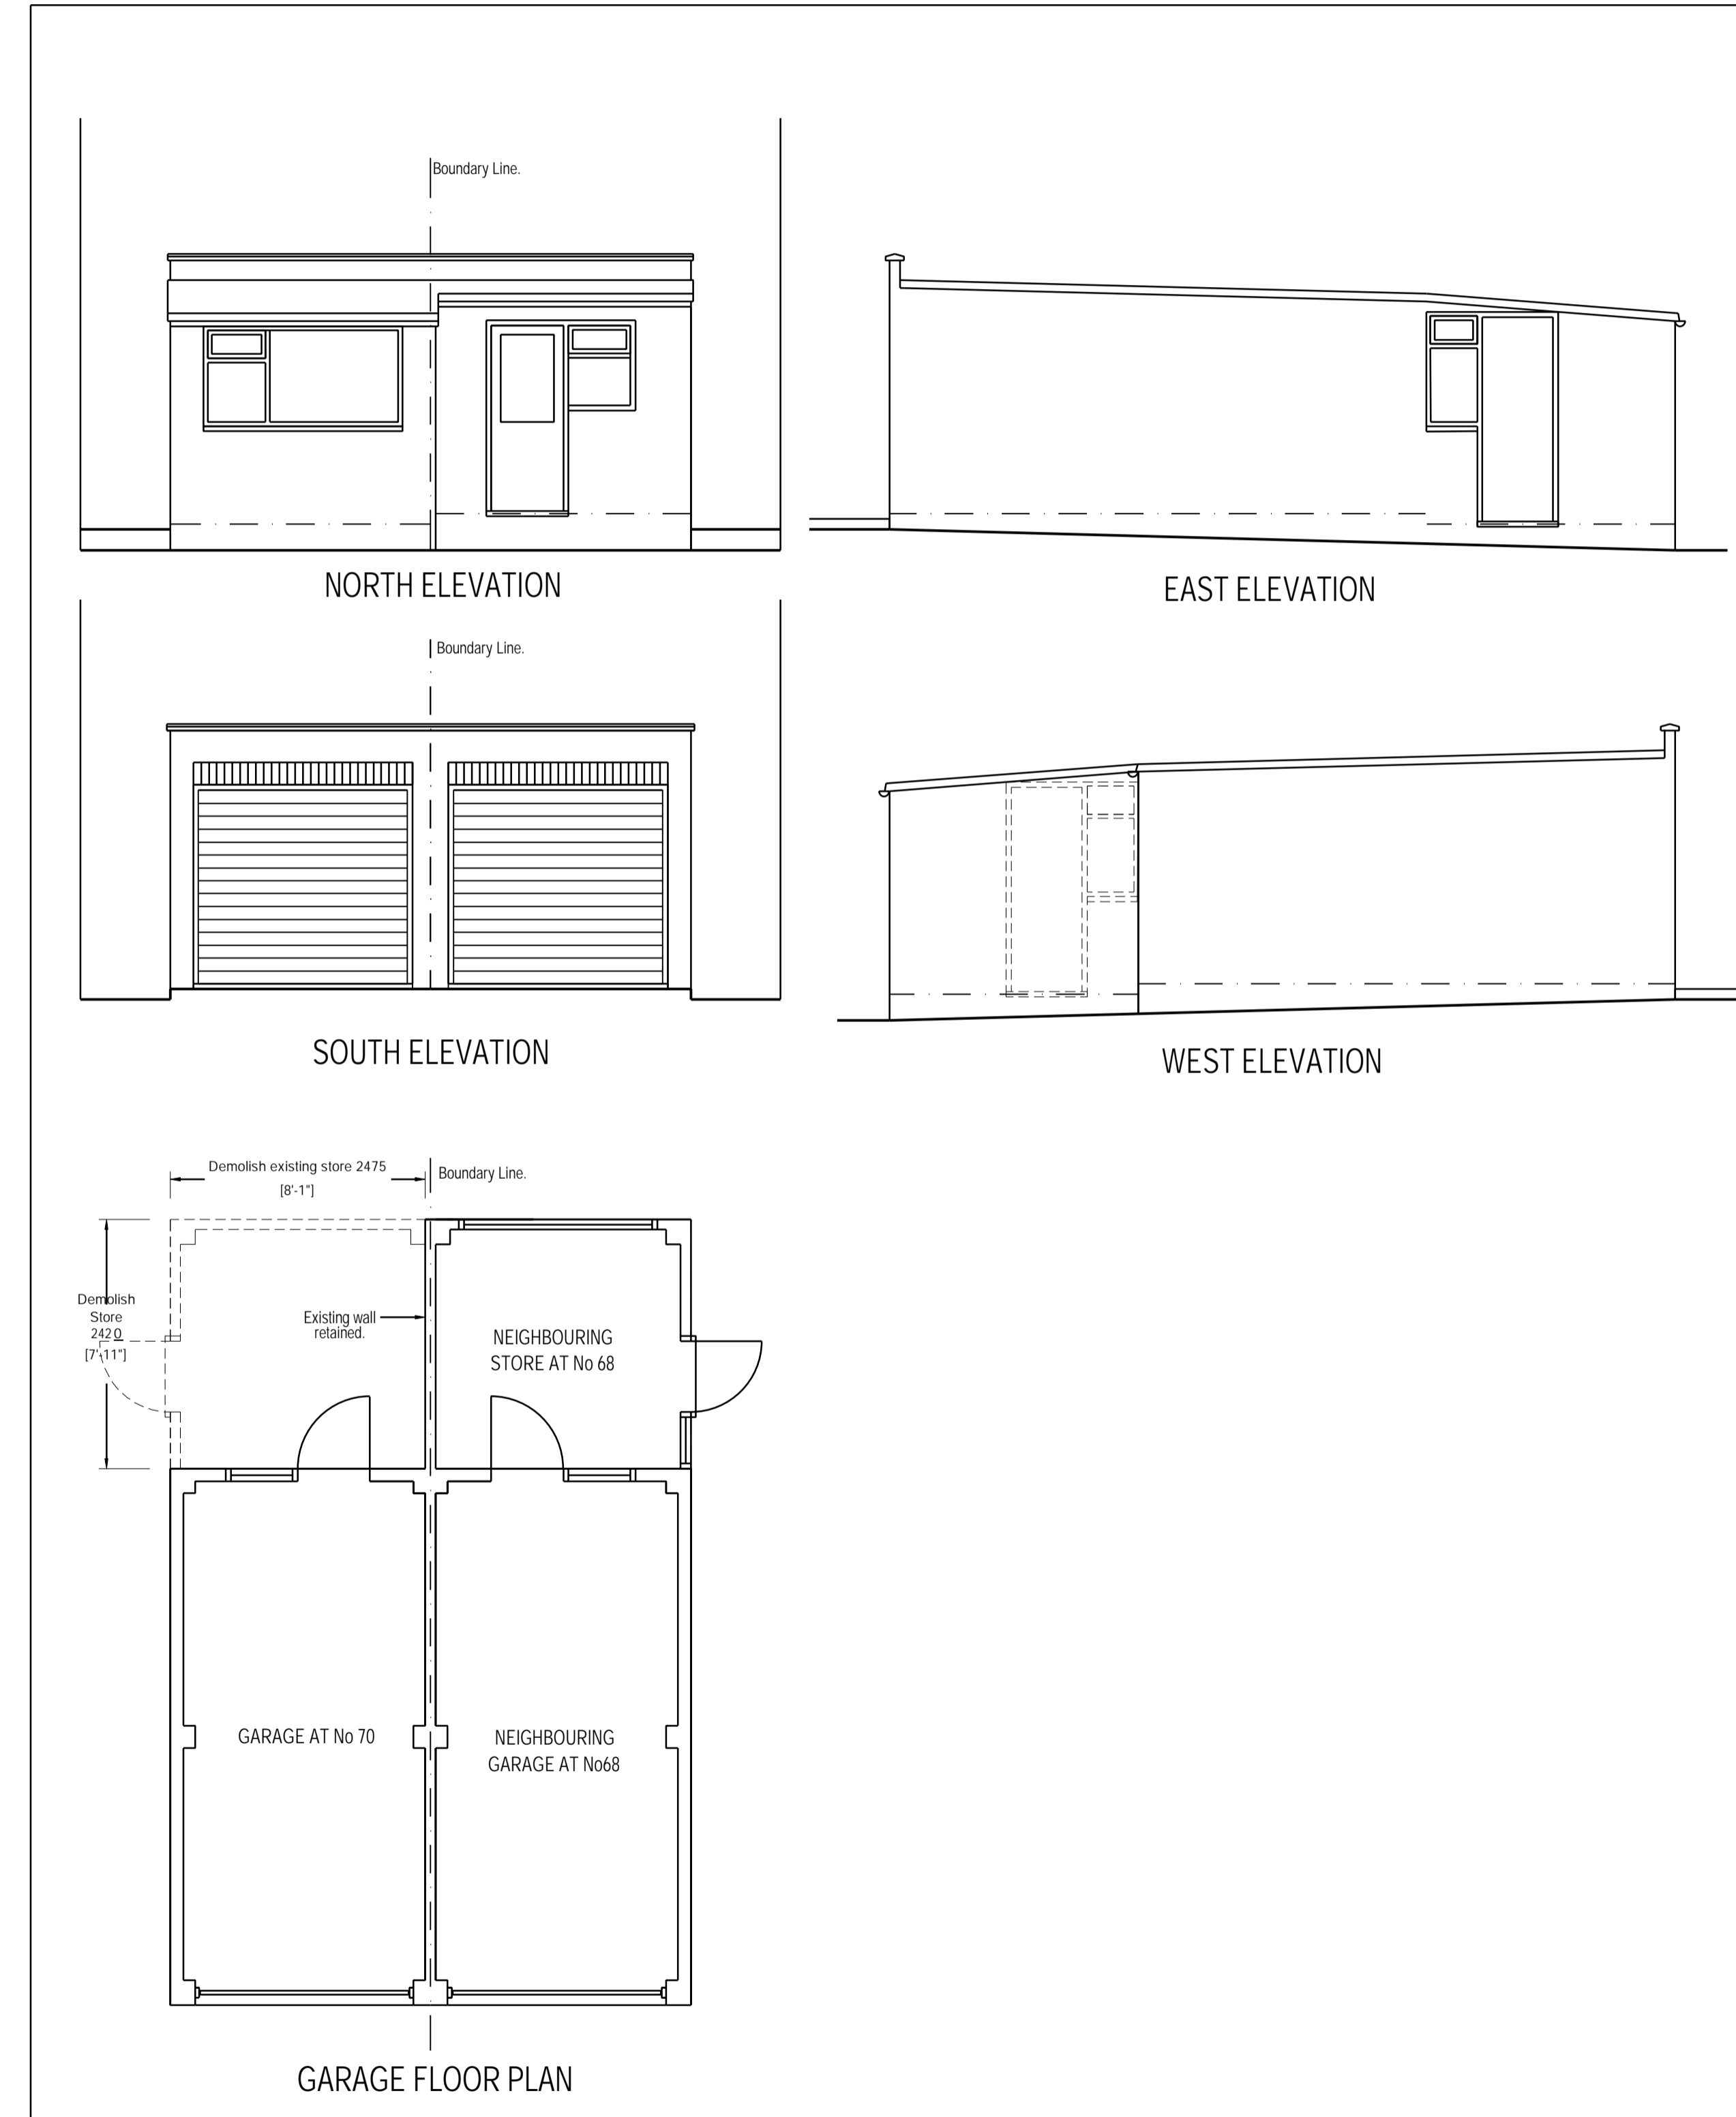 Boundary Line.
NORTH ELEVATION
EAST ELEVATION
Boundary Line.
SOUTH ELEVATION
WEST ELEVATION
Demolish existing store 2475
[8'-1"]
Boundary Line.
Demolish
Store
2420
[7'-11"]
Existing wall
retained.
NEIGHBOURING
STORE AT No 68
GARAGE AT No 70
NEIGHBOURING
GARAGE AT No68
GARAGE FLOOR PLAN